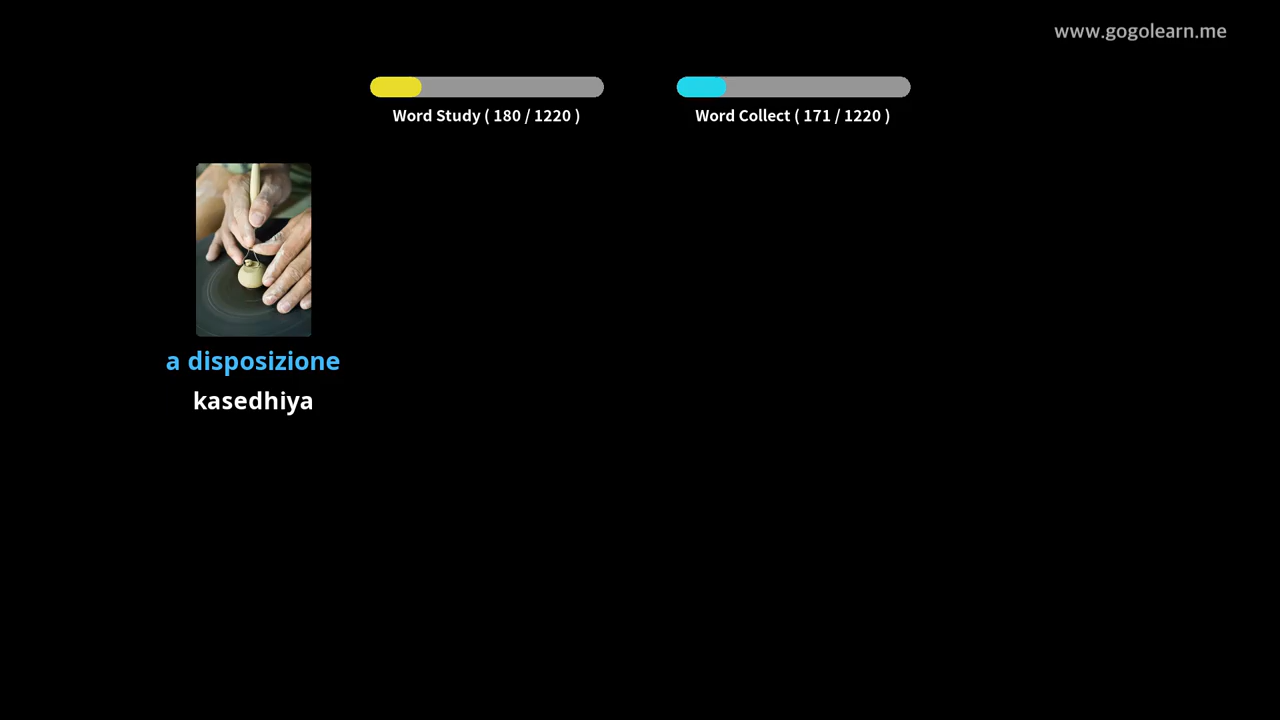 www.gogolearn.me
Word Study ( 180 / 1220 )
Word Collect ( 171 / 1220 )
a disposizione
kasedhiya